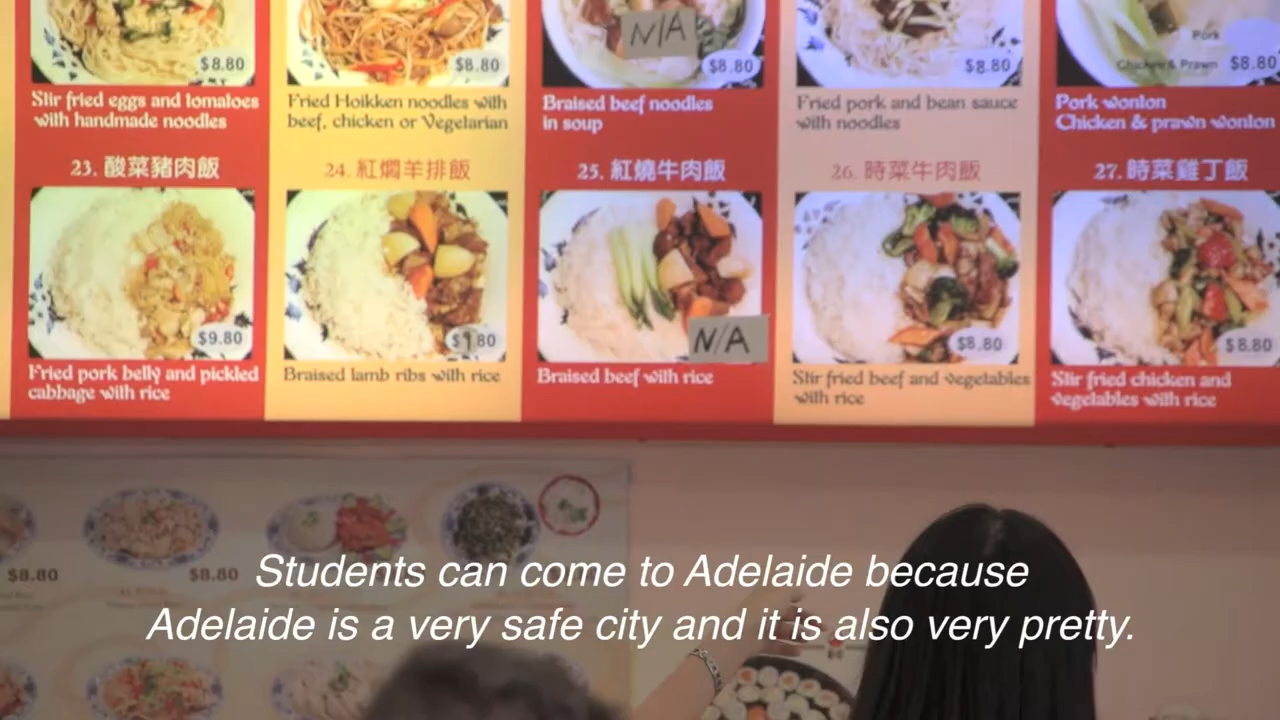 N/A
$8.80
$8.80
$8.80
$8.80
Pork
Chicken & Prawn
$8.80
Stir fried eggs and tomatoes
with handmade noodles
Fried Hoikken noodles with
beef, chicken or Vegetarian
Braised beef noodles
in soup
Fried pork and bean sauce
with noodles
Pork wonton
Chicken & prawn wonton
23. 酸菜豬肉飯
24. 紅燜羊排飯
25. 紅燒牛肉飯
26. 時菜牛肉飯
27. 時菜雞丁飯
$9.80
N/A
$8.80
$8.80
Fried pork belly and pickled
cabbage with rice
Braised lamb ribs with rice
Braised beef with rice
Stir fried beef and vegetables
with rice
Stir fried chicken and
vegetables with rice
$8.80
$8.80
Students can come to Adelaide because
Adelaide is a very safe city and it is also very pretty.